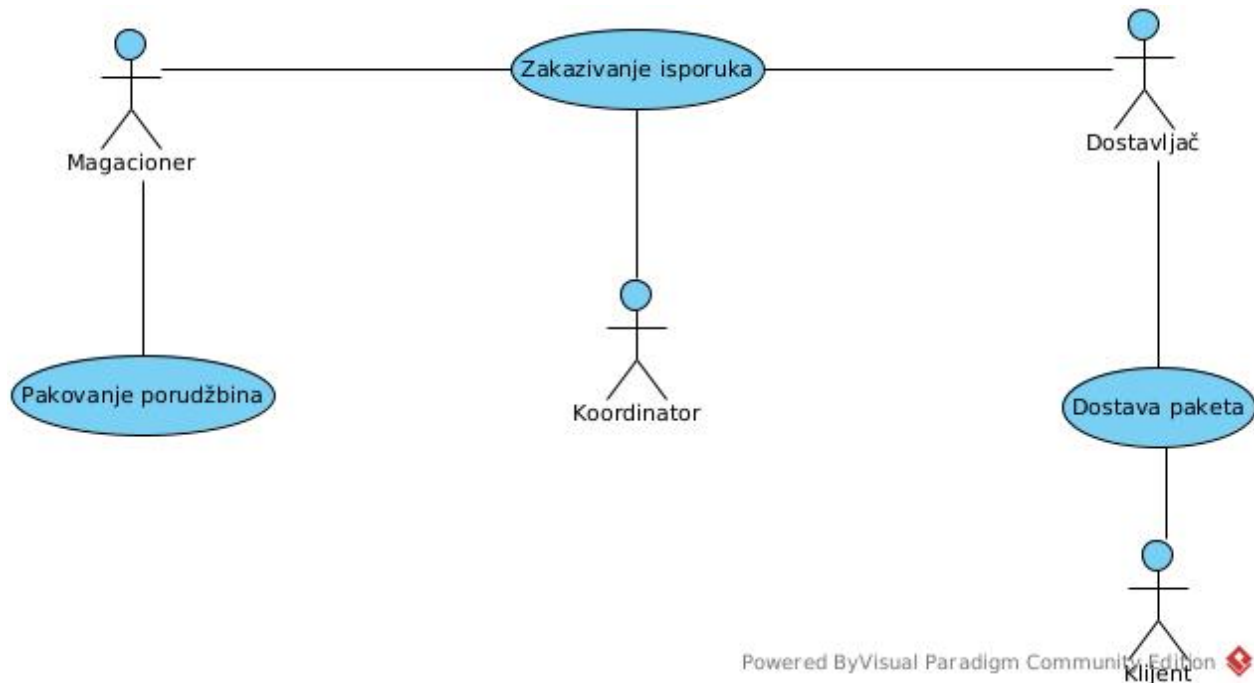 Zakazivanje isporuka
Magacioner
Dostavljač
Pakovanje porudžbina
Koordinator
Dostava paketa
Powered ByVisual Paradigm Community Edition
Klijent